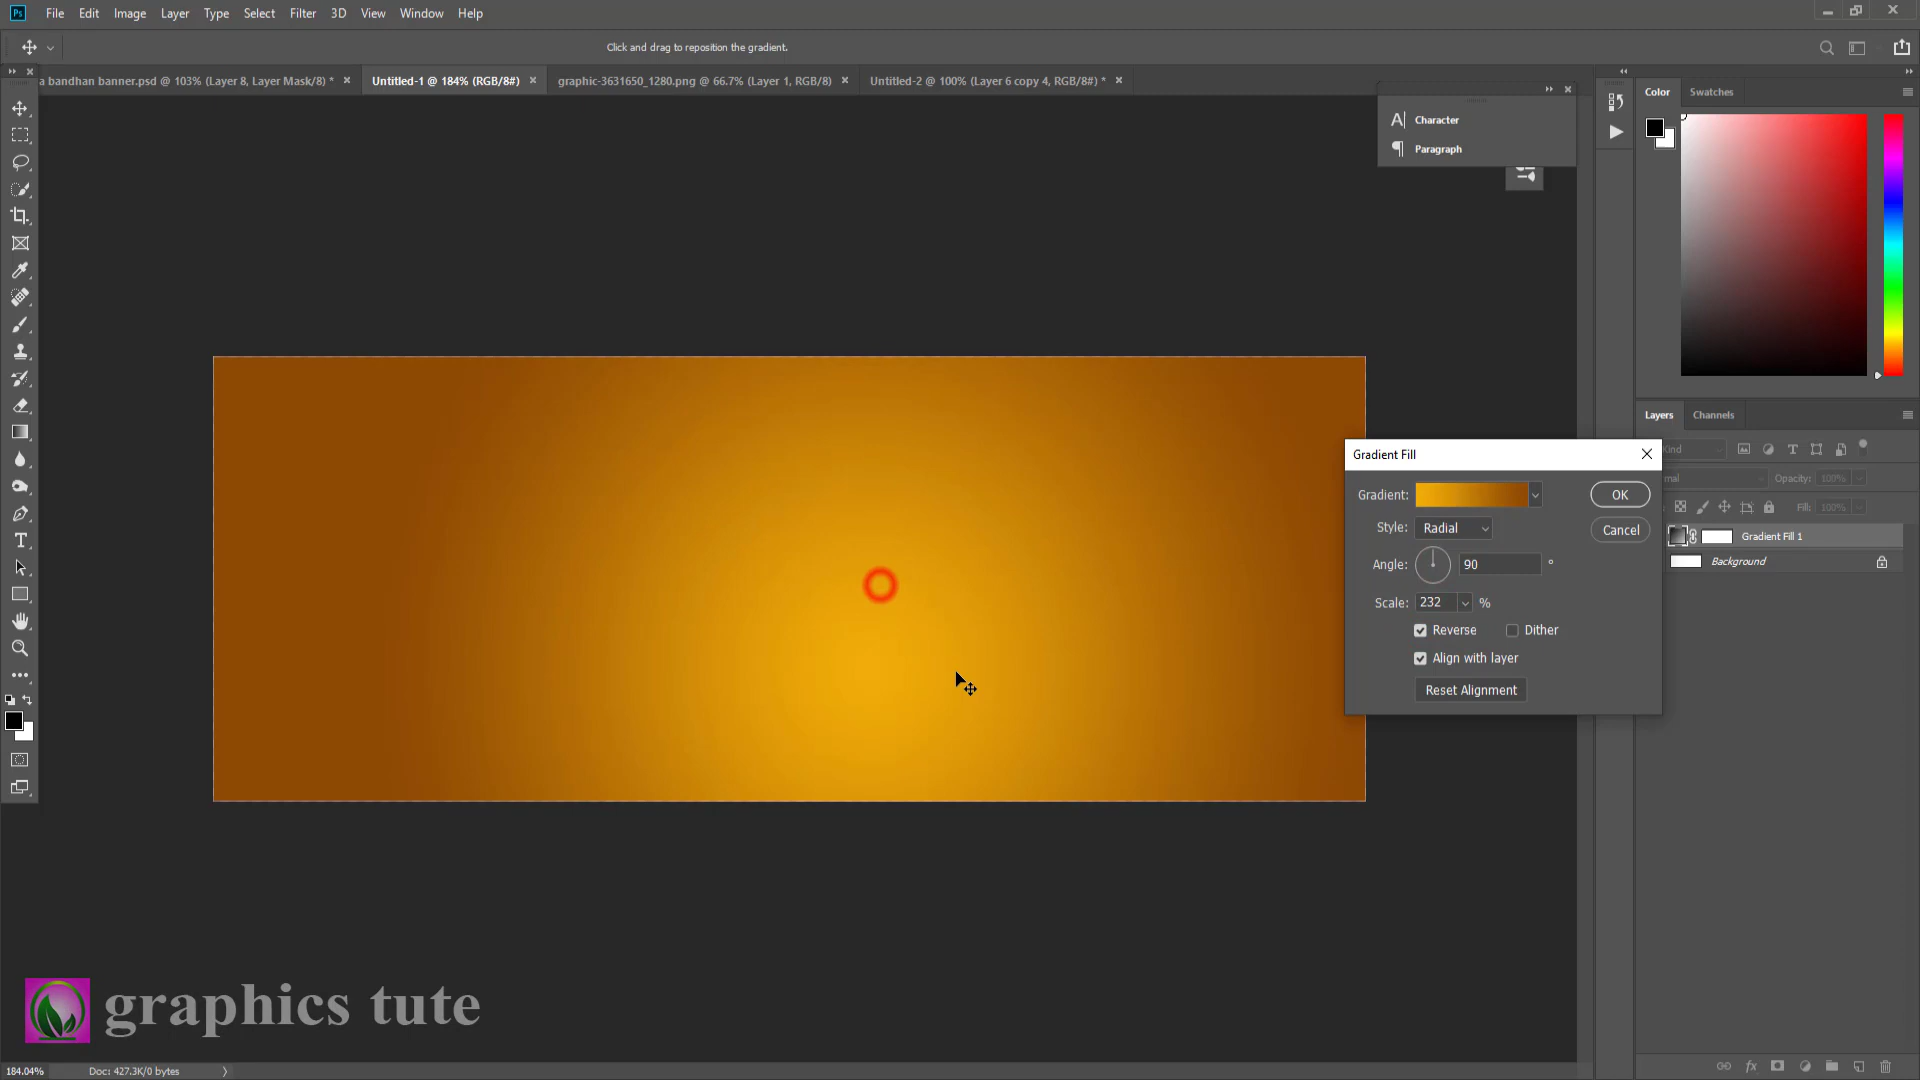 Ps File Edit Image Layer Type Select Filter 3D View Window Help
Click and drag to reposition the gradient.
a bandhan banner.psd @ 103% (Layer 8, Layer Mask/8) * × Untitled-1 @ 184% (RGB/8#) × graphic-3631650_1280.png @ 66.7% (Layer 1, RGB/8) × Untitled-2 @ 100% (Layer 6 copy 4, RGB/8#) * ×
Character
Paragraph
Color Swatches
Layers Channels
Kind
mal Opacity: 100%
Fill: 100%
Gradient Fill 1
Background
Gradient Fill
Gradient: OK
Style: Radial Cancel
Angle: 90 °
Scale: 232 %
Reverse Dither
Align with layer
Reset Alignment
graphics tute
184.04% Doc: 427.3K/0 bytes